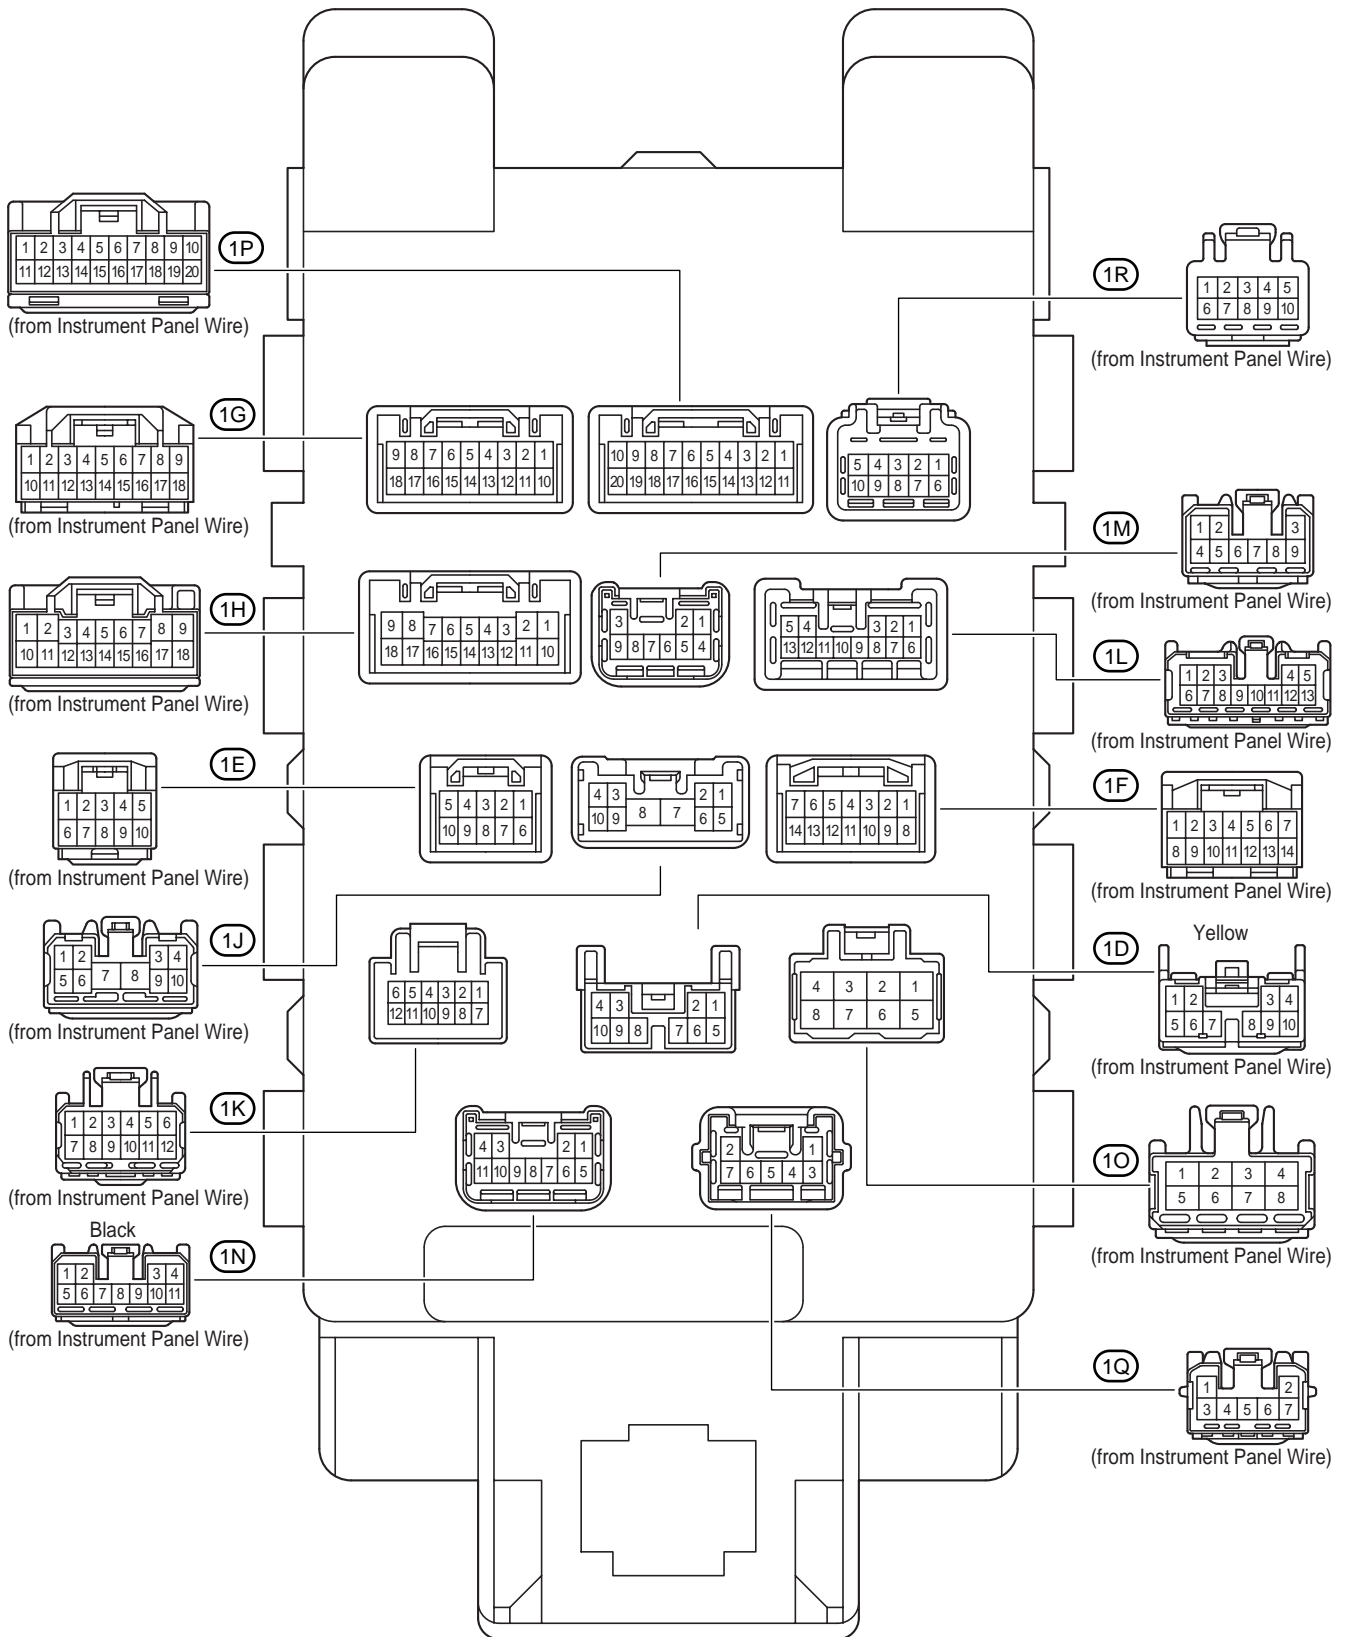 1 2 3 4 5 6 7 8 9 10
11 12 13 14 15 16 17 18 19 20
1P
(from Instrument Panel Wire)
1R
1 2 3 4 5
6 7 8 9 10
(from Instrument Panel Wire)
1G
1 2 3 4 5 6 7 8 9
10 11 12 13 14 15 16 17 18
(from Instrument Panel Wire)
9 8 7 6 5 4 3 2 1
18 17 16 15 14 13 12 11 10
10 9 8 7 6 5 4 3 2 1
20 19 18 17 16 15 14 13 12 11
5 4 3 2 1
10 9 8 7 6
1M
1 2 3
4 5 6 7 8 9
(from Instrument Panel Wire)
1H
1 2 3 4 5 6 7 8 9
10 11 12 13 14 15 16 17 18
(from Instrument Panel Wire)
9 8 7 6 5 4 3 2 1
18 17 16 15 14 13 12 11 10
3 2 1
9 8 7 6 5 4
5 4 3 2 1
13 12 11 10 9 8 7 6
1L
1 2 3 4 5
6 7 8 9 10 11 12 13
(from Instrument Panel Wire)
1E
1 2 3 4 5
6 7 8 9 10
(from Instrument Panel Wire)
5 4 3 2 1
10 9 8 7 6
4 3 2 1
10 9 8 7 6 5
7 6 5 4 3 2 1
14 13 12 11 10 9 8
1F
1 2 3 4 5 6 7
8 9 10 11 12 13 14
(from Instrument Panel Wire)
1J
1 2 3 4
5 6 7 8 9 10
(from Instrument Panel Wire)
6 5 4 3 2 1
12 11 10 9 8 7
4 3 2 1
10 9 8 7 6 5
4 3 2 1
8 7 6 5
1D
Yellow
1 2 3 4
5 6 7 8 9 10
(from Instrument Panel Wire)
1K
1 2 3 4 5 6
7 8 9 10 11 12
(from Instrument Panel Wire)
4 3 2 1
11 10 9 8 7 6 5
2 1
7 6 5 4 3
1O
1 2 3 4
5 6 7 8
(from Instrument Panel Wire)
Black
1N
1 2 3 4
5 6 7 8 9 10 11
(from Instrument Panel Wire)
1Q
1 2
3 4 5 6 7
(from Instrument Panel Wire)